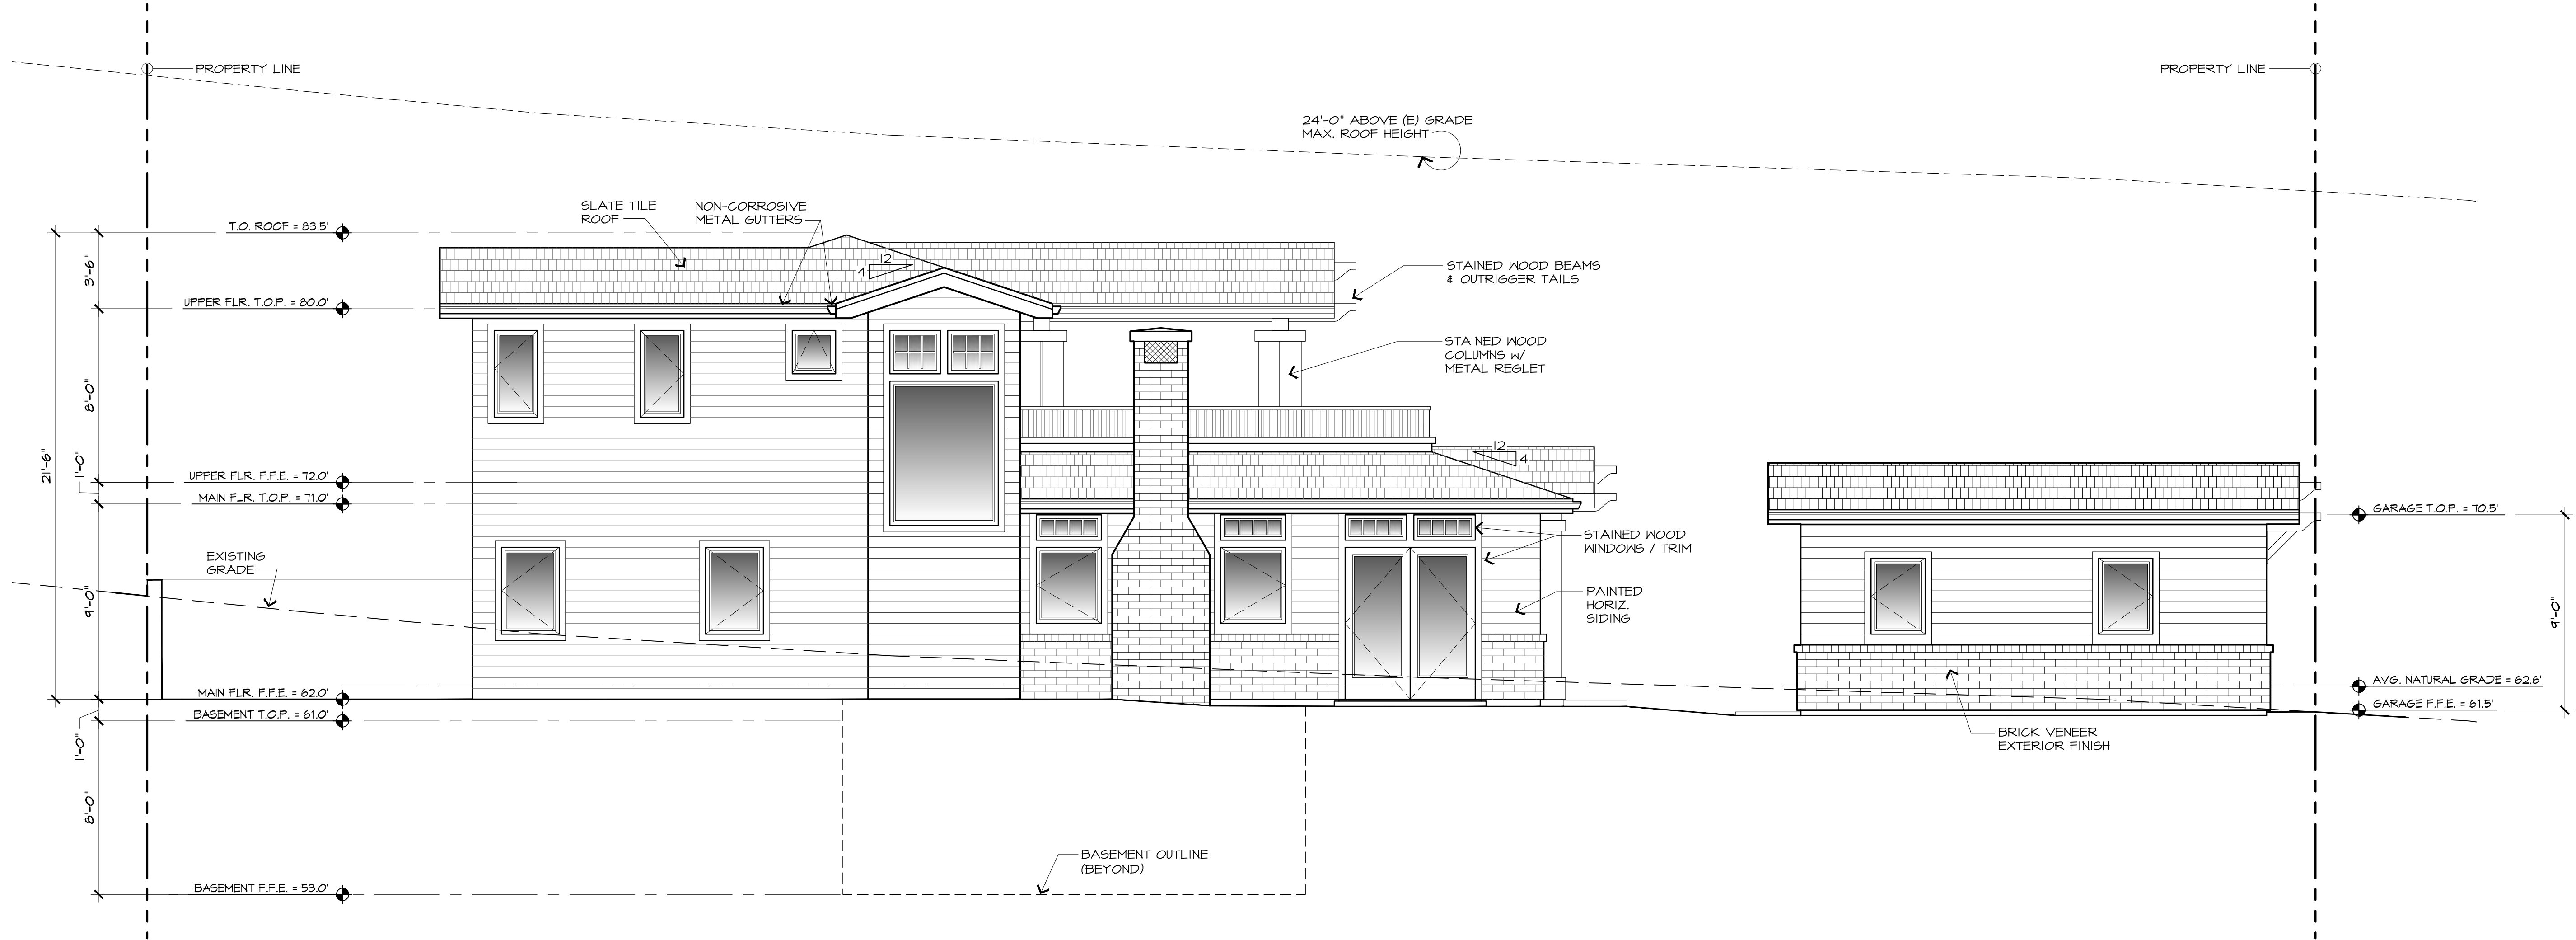 PROPERTY LINE
PROPERTY LINE
24'-0" ABOVE (E) GRADE
MAX. ROOF HEIGHT
SLATE TILE
ROOF
NON-CORROSIVE
METAL GUTTERS
T.O. ROOF = 83.5'
3'-6"
12
4
STAINED WOOD BEAMS
& OUTRIGGER TAILS
UPPER FLR. T.O.P. = 80.0'
STAINED WOOD
COLUMNS w/
METAL REGLET
8'-0"
21'-6"
1'-0"
12
4
UPPER FLR. F.F.E. = 72.0'
MAIN FLR. T.O.P. = 71.0'
GARAGE T.O.P. = 70.5'
STAINED WOOD
WINDOWS / TRIM
EXISTING
GRADE
9'-0"
PAINTED
HORIZ.
SIDING
9'-0"
AVG. NATURAL GRADE = 62.6'
MAIN FLR. F.F.E. = 62.0'
GARAGE F.F.E. = 61.5'
BASEMENT T.O.P. = 61.0'
1'-0"
BRICK VENEER
EXTERIOR FINISH
8'-0"
BASEMENT OUTLINE
(BEYOND)
BASEMENT F.F.E. = 53.0'